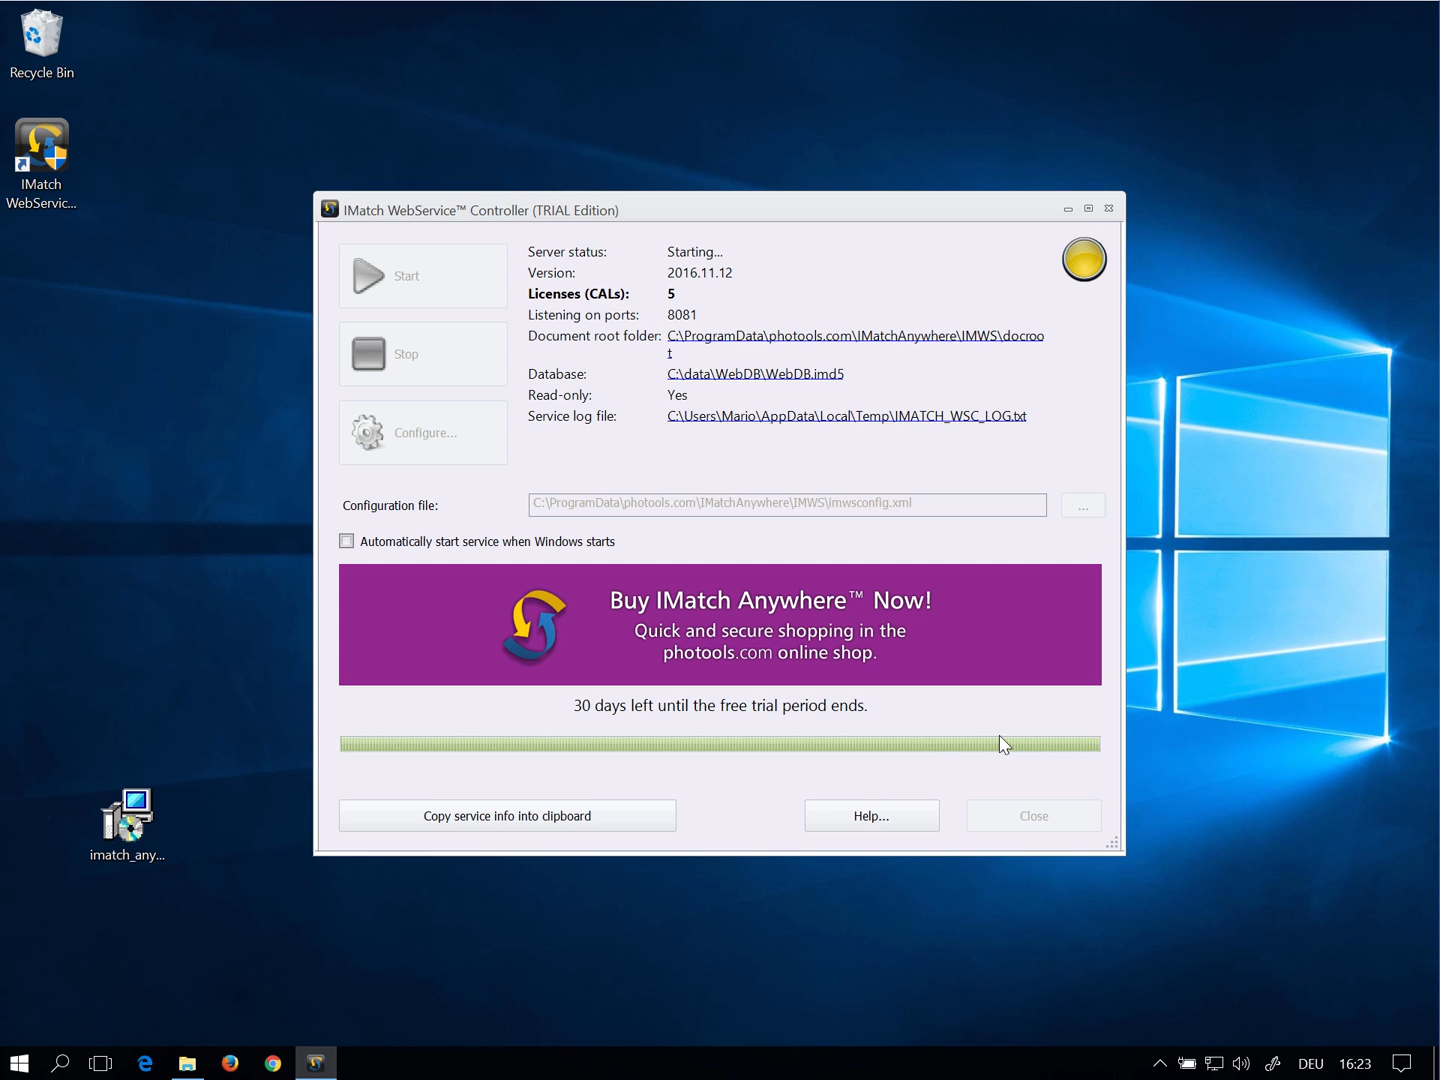 Recycle Bin
IMatch
WebServic...
imatch_any...
IMatch WebService™ Controller (TRIAL Edition)
Start
Stop
Configure...
Server status: Starting...
Version: 2016.11.12
Licenses (CALs): 5
Listening on ports: 8081
Document root folder: C:\ProgramData\photools.com\IMatchAnywhere\IMWS\docroo
t
Database: C:\data\WebDB\WebDB.imd5
Read-only: Yes
Service log file: C:\Users\Mario\AppData\Local\Temp\IMATCH_WSC_LOG.txt
Configuration file: C:\ProgramData\photools.com\IMatchAnywhere\IMWS\imwsconfig.xml ...
Automatically start service when Windows starts
Buy IMatch Anywhere™ Now!
Quick and secure shopping in the
photools.com online shop.
30 days left until the free trial period ends.
Copy service info into clipboard Help... Close
DEU 16:23